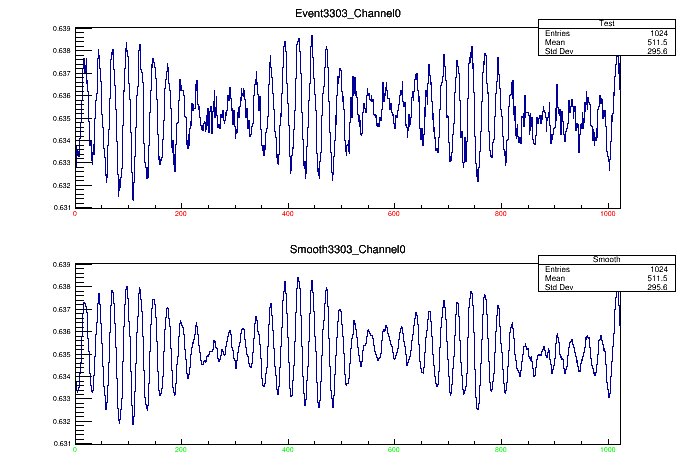 Event3303_Channel0
Test
Entries 1024
Mean 511.5
Std Dev 295.6
0.639
0.638
0.637
0.636
0.635
0.634
0.633
0.632
0.631
0 200 400 600 800 1000
Smooth3303_Channel0
Smooth
Entries 1024
Mean 511.5
Std Dev 295.6
0.639
0.638
0.637
0.636
0.635
0.634
0.633
0.632
0.631
0 200 400 600 800 1000